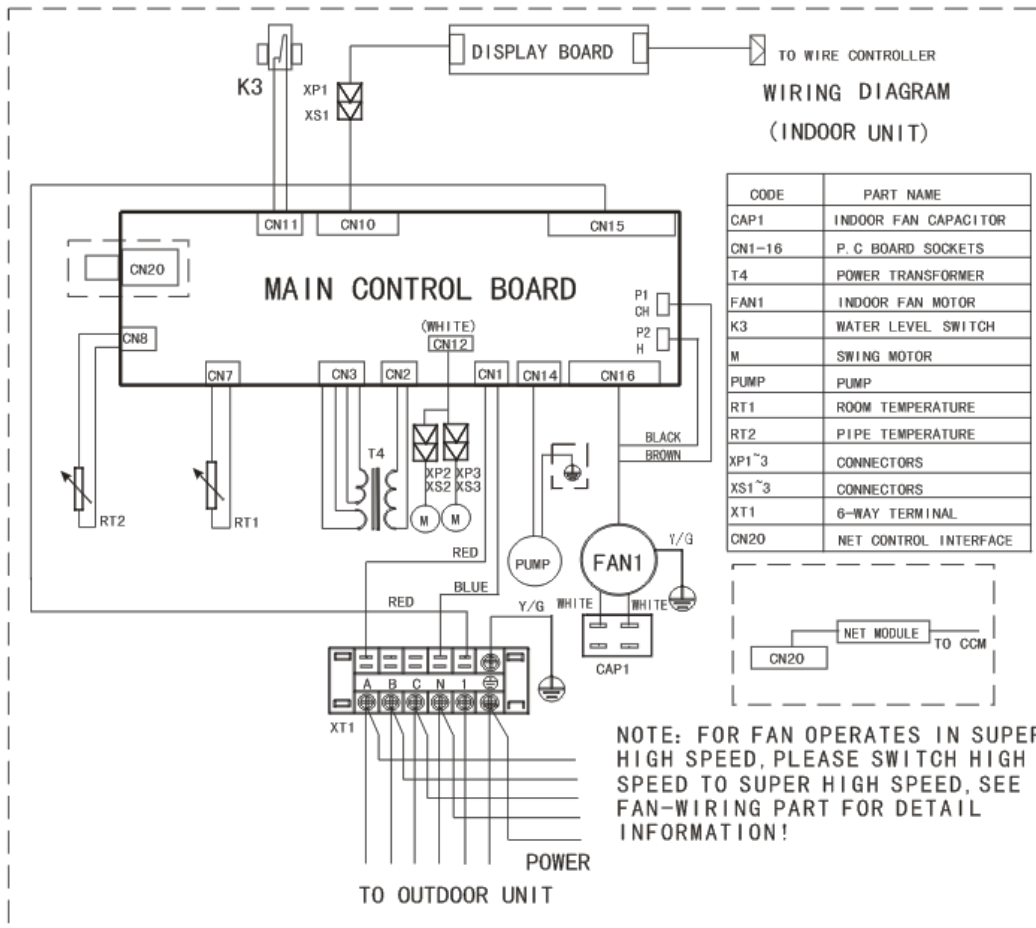 DISPLAY BOARD
TO WIRE CONTROLLER
K3
XP1
XS1
WIRING DIAGRAM
(INDOOR UNIT)
CN11
CN10
CN15
CN20
MAIN CONTROL BOARD
P1
CH
P2
H
(WHITE)
CN12
CN8
CN7
CN3
CN2
CN1
CN14
CN16
BLACK
BROWN
T4
XP2 XP3
XS2 XS3
M M
RT2
RT1
RED
PUMP
FAN1
Y/G
BLUE
RED
Y/G
WHITE WHITE
CAP1
A B C N 1
XT1
POWER
TO OUTDOOR UNIT
CODE PART NAME
CAP1 INDOOR FAN CAPACITOR
CN1-16 P.C BOARD SOCKETS
T4 POWER TRANSFORMER
FAN1 INDOOR FAN MOTOR
K3 WATER LEVEL SWITCH
M SWING MOTOR
PUMP PUMP
RT1 ROOM TEMPERATURE
RT2 PIPE TEMPERATURE
XP1~3 CONNECTORS
XS1~3 CONNECTORS
XT1 6-WAY TERMINAL
CN20 NET CONTROL INTERFACE
NET MODULE TO CCM
CN20
NOTE: FOR FAN OPERATES IN SUPER
HIGH SPEED, PLEASE SWITCH HIGH
SPEED TO SUPER HIGH SPEED, SEE
FAN-WIRING PART FOR DETAIL
INFORMATION!